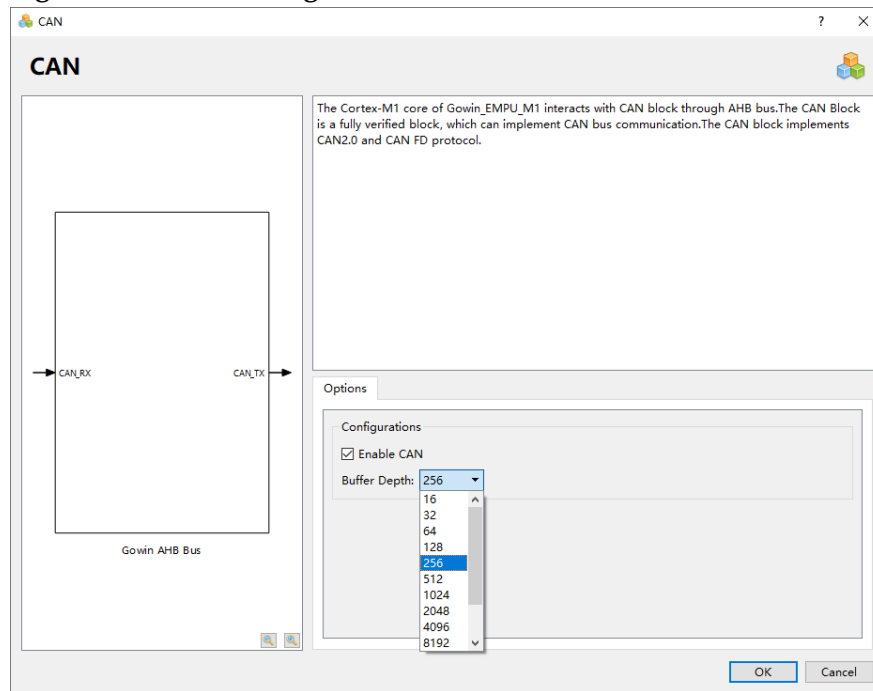 CAN
? ×
CAN
The Cortex-M1 core of Gowin_EMPU_M1 interacts with CAN block through AHB bus.The CAN Block
is a fully verified block, which can implement CAN bus communication.The CAN block implements
CAN2.0 and CAN FD protocol.
CAN_RX
CAN_TX
Gowin AHB Bus
Options
Configurations
Enable CAN
Buffer Depth: 256
16
32
64
128
256
512
1024
2048
4096
8192
OK
Cancel